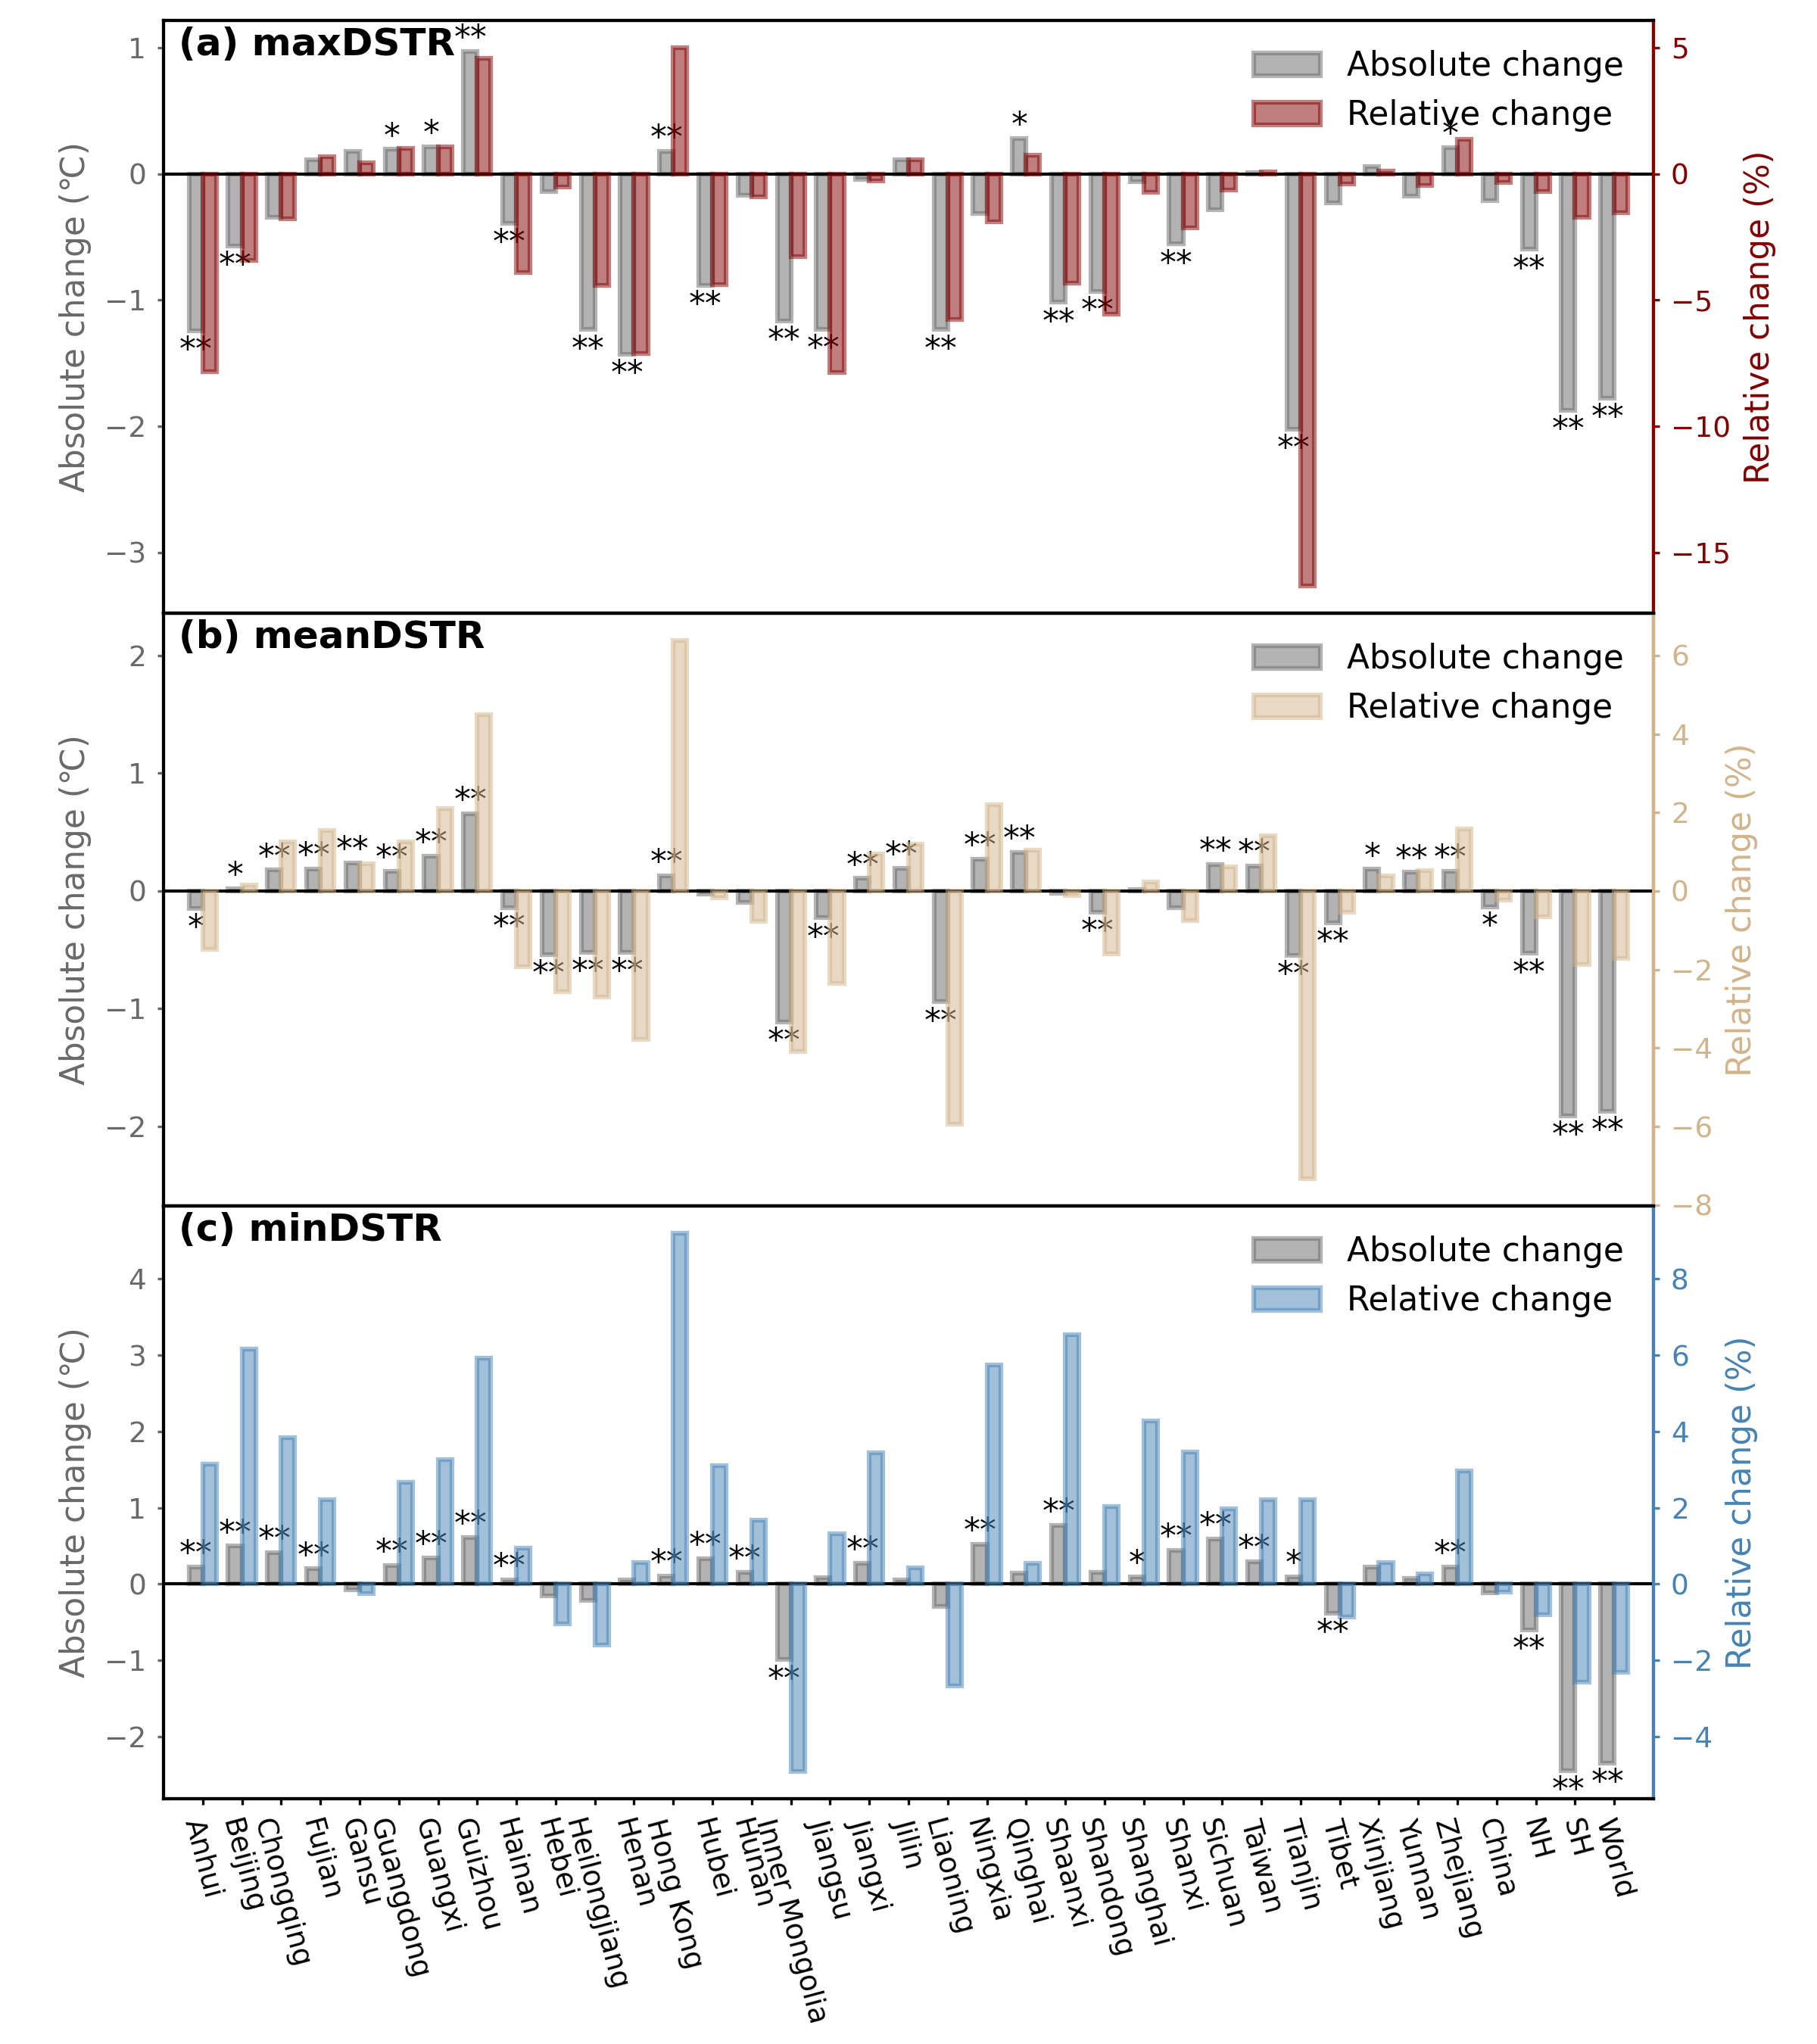 (a) maxDSTR
Absolute change
Relative change
1
0
−1
−2
−3
Absolute change (℃)
5
0
−5
−10
−15
Relative change (%)
** ** ** * * ** ** ** ** ** ** ** ** ** * ** ** ** ** * ** ** **
(b) meanDSTR
Absolute change
Relative change
2
1
0
−1
−2
Absolute change (℃)
6
4
2
0
−2
−4
−6
−8
Relative change (%)
* * ** ** ** ** ** ** ** ** ** ** ** ** ** ** ** ** ** ** ** ** ** ** ** * ** ** * ** ** **
(c) minDSTR
Absolute change
Relative change
4
3
2
1
0
−1
−2
Absolute change (℃)
8
6
4
2
0
−2
−4
Relative change (%)
** ** ** ** ** ** ** ** ** ** ** ** ** ** ** * ** ** ** * ** ** ** ** **
Anhui
Beijing
Chongqing
Fujian
Gansu
Guangdong
Guangxi
Guizhou
Hainan
Hebei
Heilongjiang
Henan
Hong Kong
Hubei
Hunan
Inner Mongolia
Jiangsu
Jiangxi
Jilin
Liaoning
Ningxia
Qinghai
Shaanxi
Shandong
Shanghai
Shanxi
Sichuan
Taiwan
Tianjin
Tibet
Xinjiang
Yunnan
Zhejiang
China
NH
SH
World